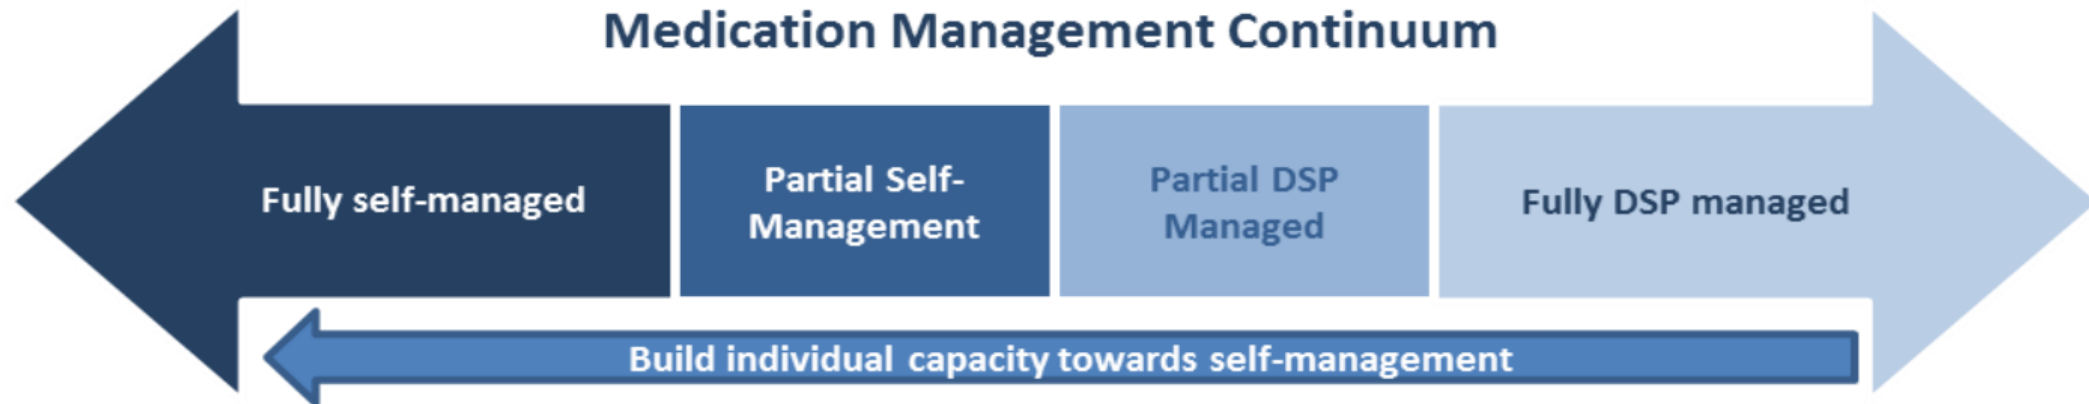 Medication Management Continuum
Fully self-managed
Partial Self-
Management
Partial DSP
Managed
Fully DSP managed
Build individual capacity towards self-management